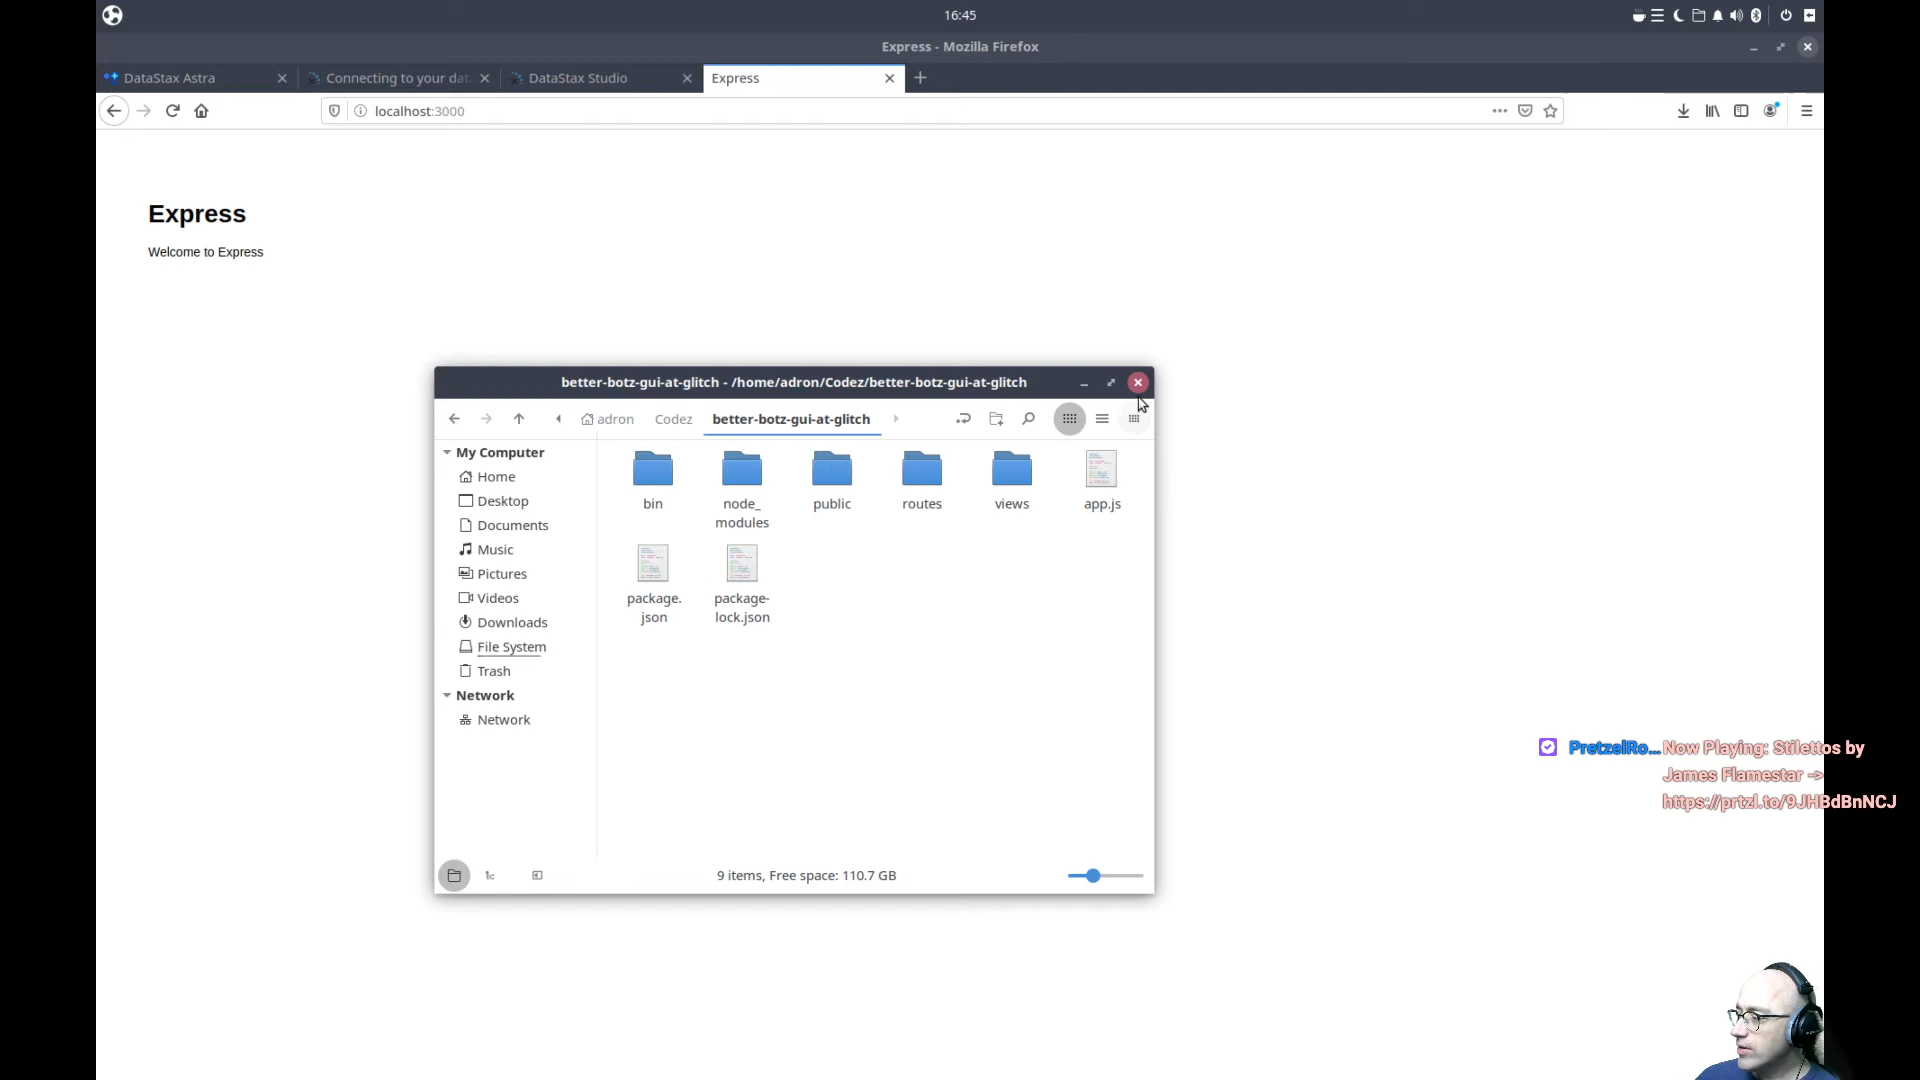 16:45
Express - Mozilla Firefox
DataStax Astra
Connecting to your dat
DataStax Studio
Express
localhost:3000
Express
Welcome to Express
better-botz-gui-at-glitch - /home/adron/Codez/better-botz-gui-at-glitch
adron
Codez
better-botz-gui-at-glitch
My Computer
Home
Desktop
Documents
Music
Pictures
Videos
Downloads
File System
Trash
Network
Network
bin
node_
modules
public
routes
views
app.js
package.
json
package-
lock.json
9 items, Free space: 110.7 GB
PretzelRo... Now Playing: Stilettos by
James Flamestar ->
https://prtzl.to/9JHBdBnNCJ